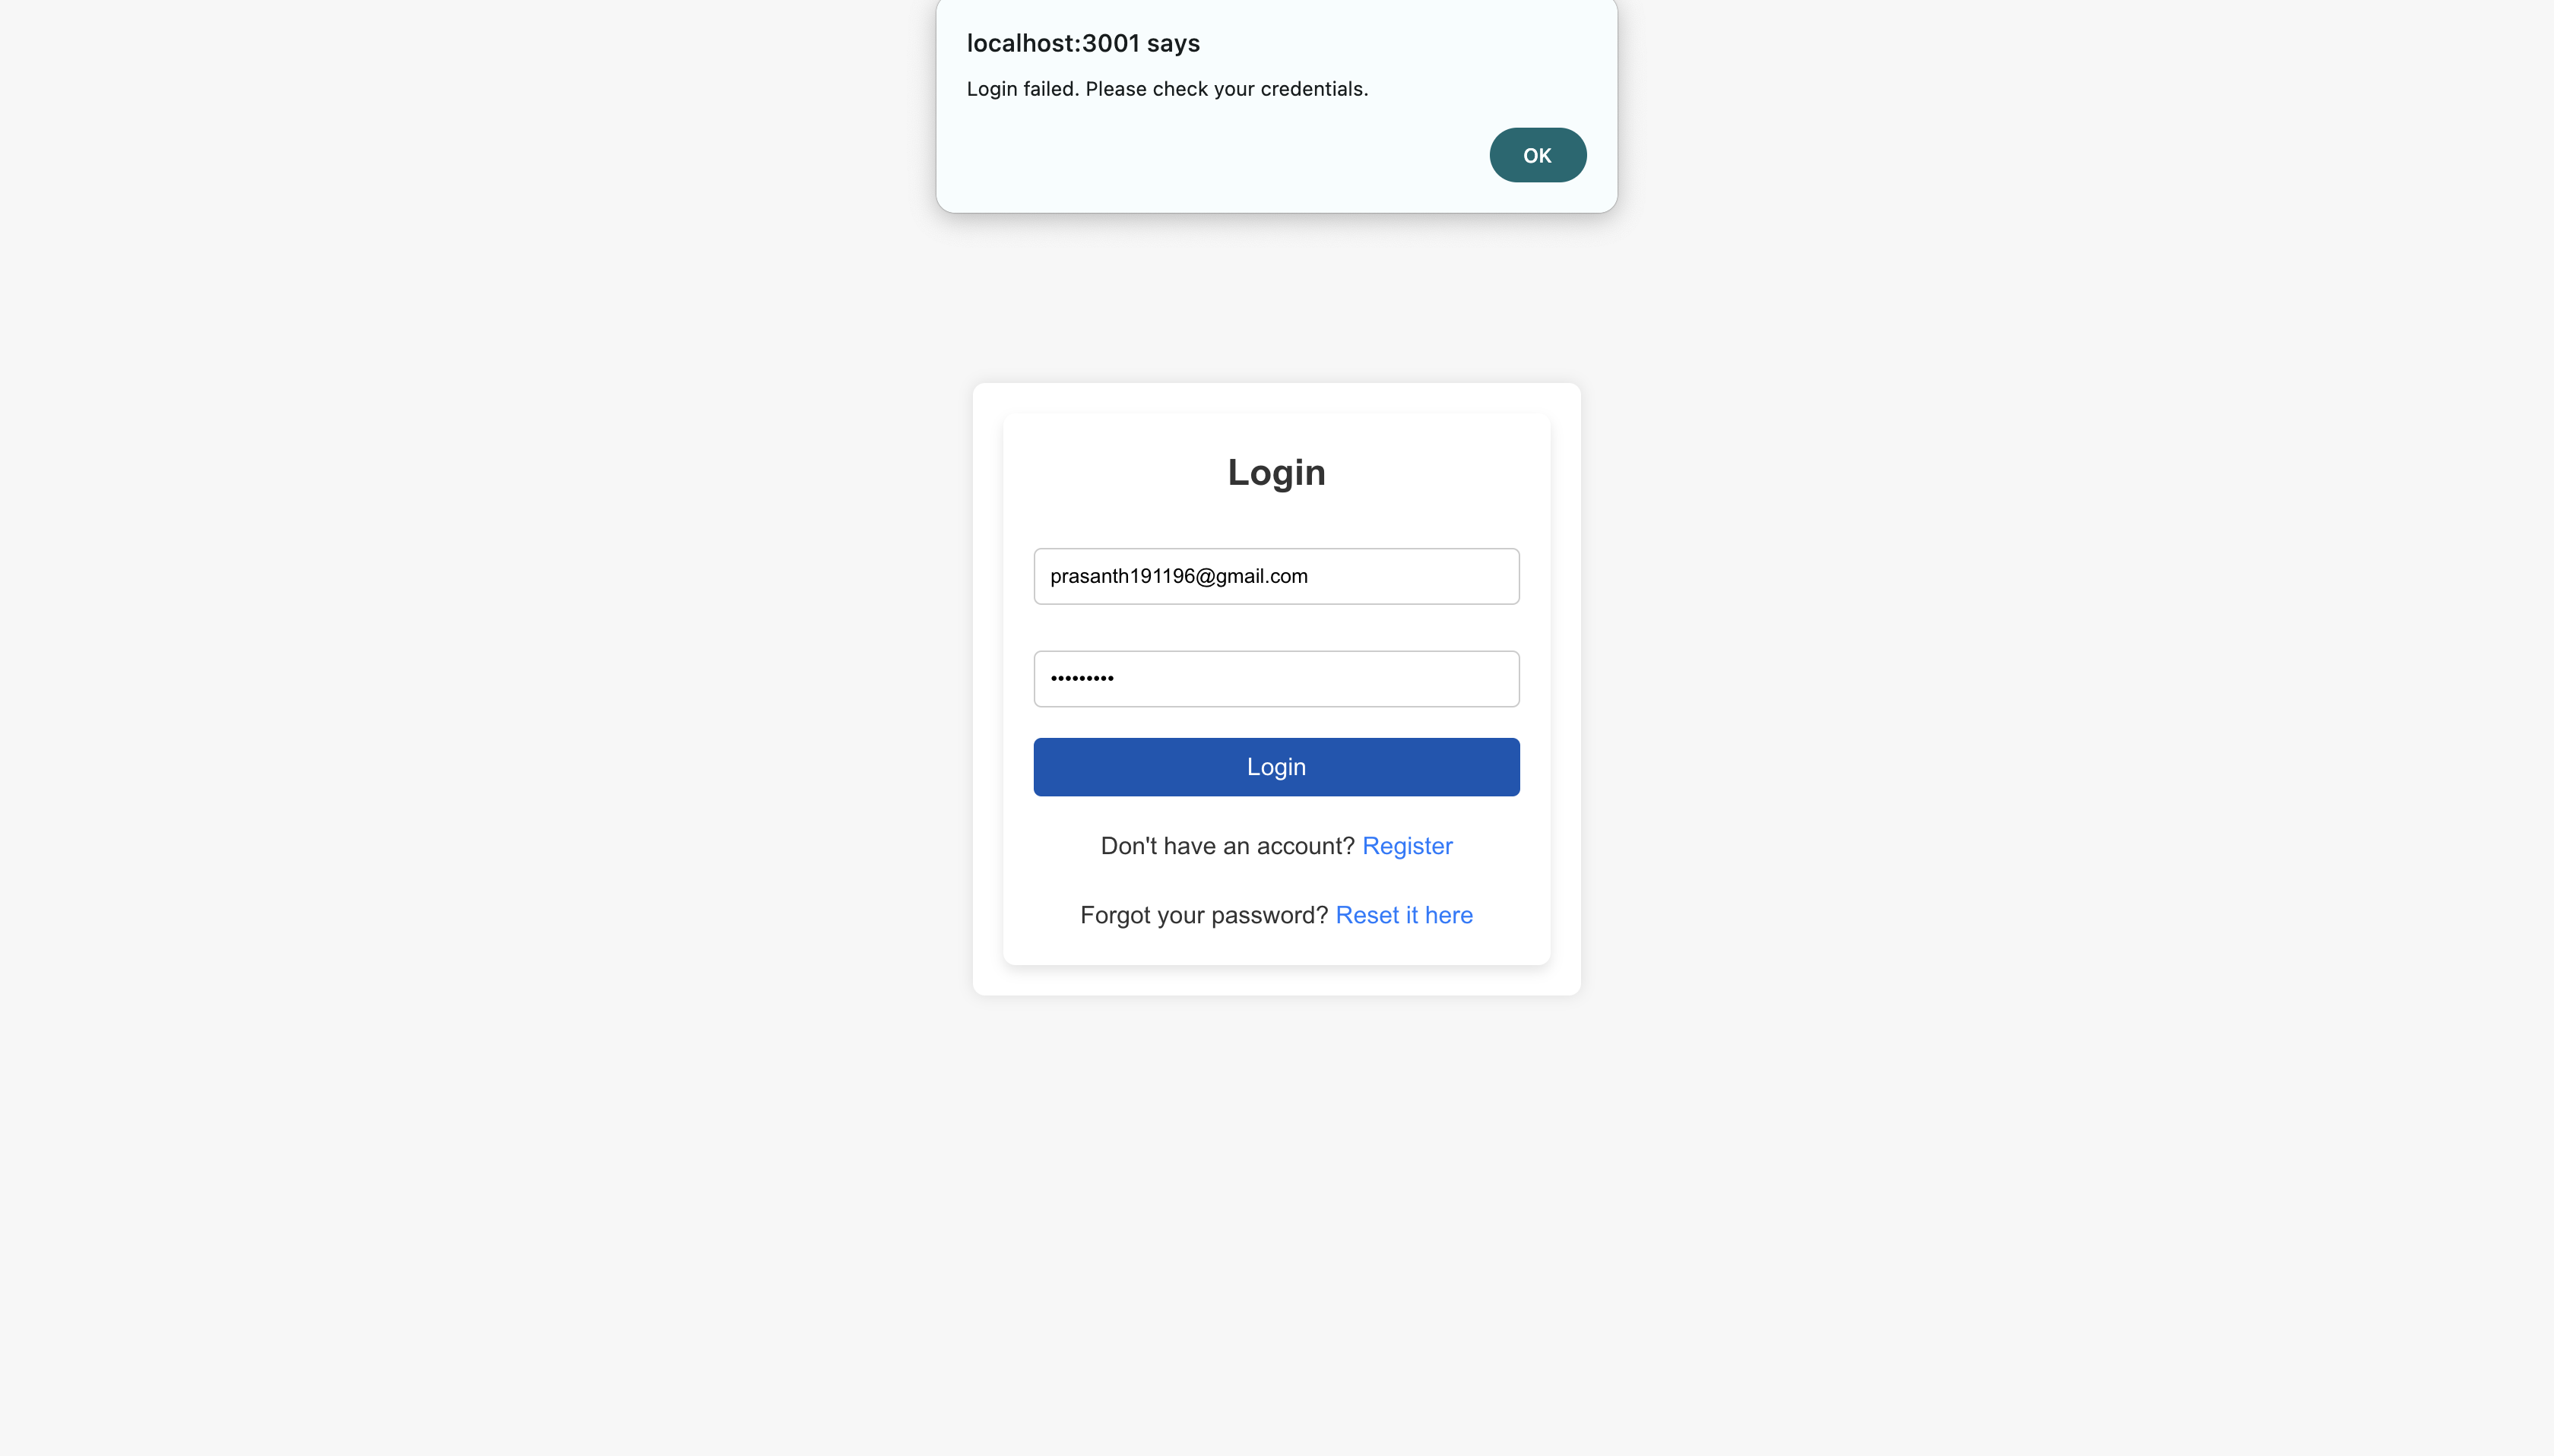 localhost:3001 says
Login failed. Please check your credentials.
OK
Login
prasanth191196@gmail.com
•••••••••
Login
Don't have an account? Register
Forgot your password? Reset it here